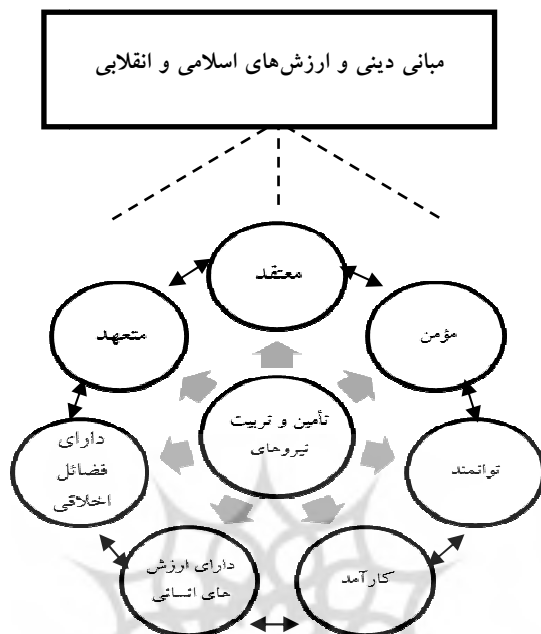 مبانی دینی و ارزش‌های اسلامی و انقلابی
معتقد
متعهد
مؤمن
تأمین و تربیت
نیروهای
دارای
فضائل
اخلاقی
توانمند
دارای ارزش
های انسانی
کارآمد